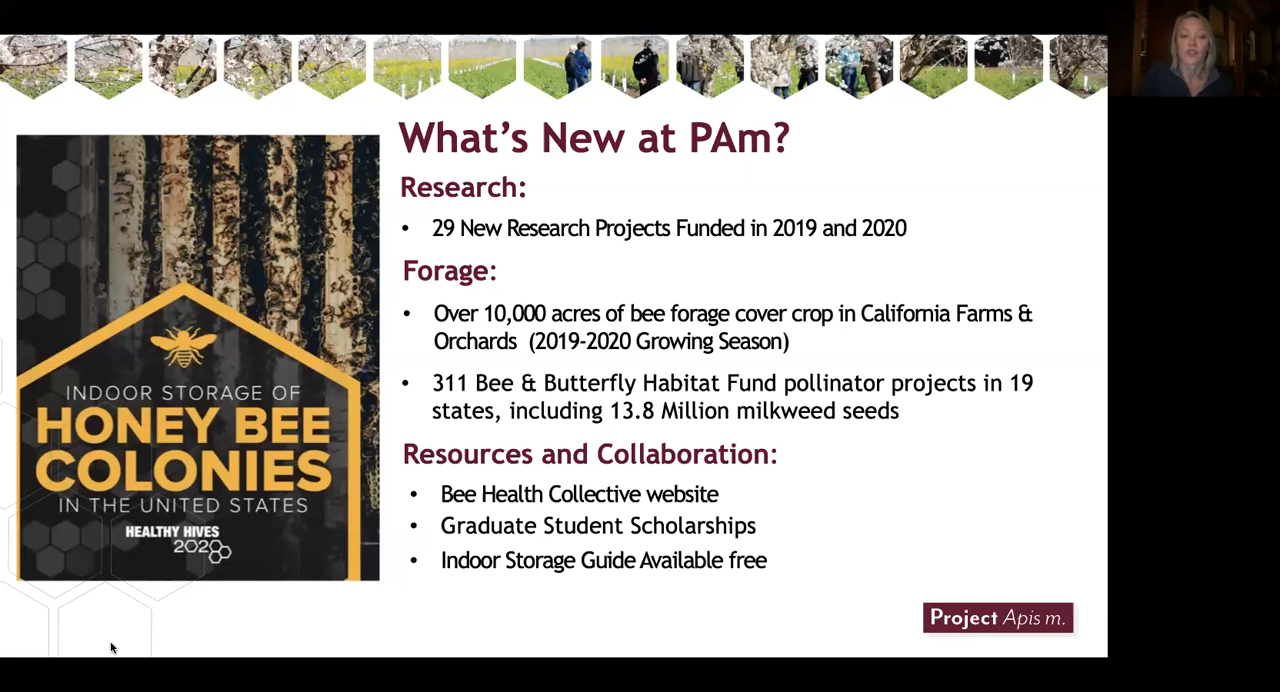 What's New at PAm?
Research:
• 29 New Research Projects Funded in 2019 and 2020
Forage:
• Over 10,000 acres of bee forage cover crop in California Farms &
Orchards (2019-2020 Growing Season)
• 311 Bee & Butterfly Habitat Fund pollinator projects in 19
states, including 13.8 Million milkweed seeds
Resources and Collaboration:
• Bee Health Collective website
• Graduate Student Scholarships
• Indoor Storage Guide Available free
INDOOR STORAGE OF
HONEY BEE
COLONIES
IN THE UNITED STATES
HEALTHY HIVES
2020
Project Apis m.